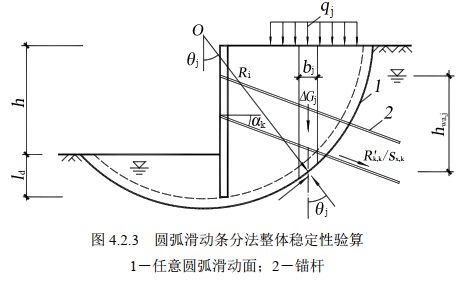 O
q_j
θ_j
R_i
b_j
ΔG_j
1
2
h
α_k
h_wa,j
R'_k,k/s_x,k
l_d
θ_j
图 4.2.3 圆弧滑动条分法整体稳定性验算
1—任意圆弧滑动面；2—锚杆